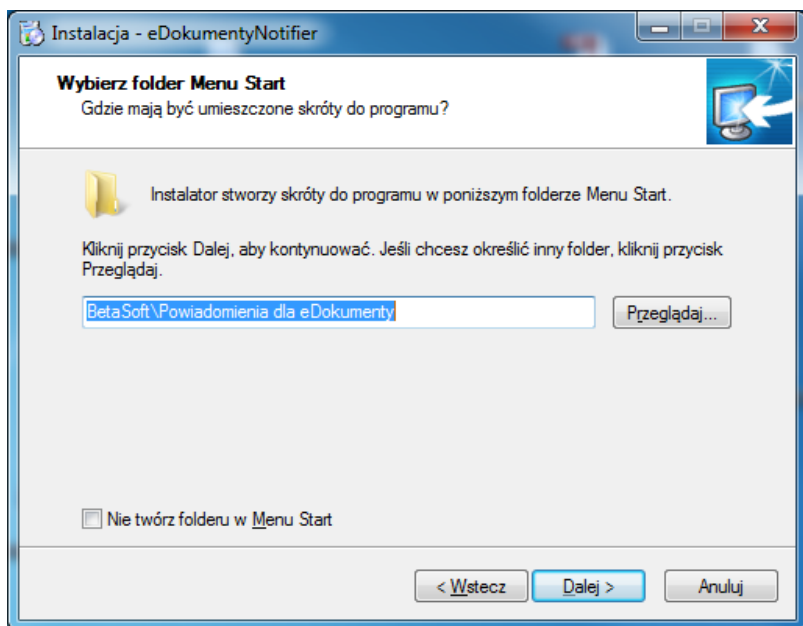 Instalacja - eDokumentyNotifier
Wybierz folder Menu Start
Gdzie mają być umieszczone skróty do programu?
Instalator stworzy skróty do programu w poniższym folderze Menu Start.
Kliknij przycisk Dalej, aby kontynuować. Jeśli chcesz określić inny folder, kliknij przycisk
Przeglądaj.
BetaSoft\Powiadomienia dla eDokumenty
Przeglądaj...
Nie twórz folderu w Menu Start
< Wstecz
Dalej >
Anuluj